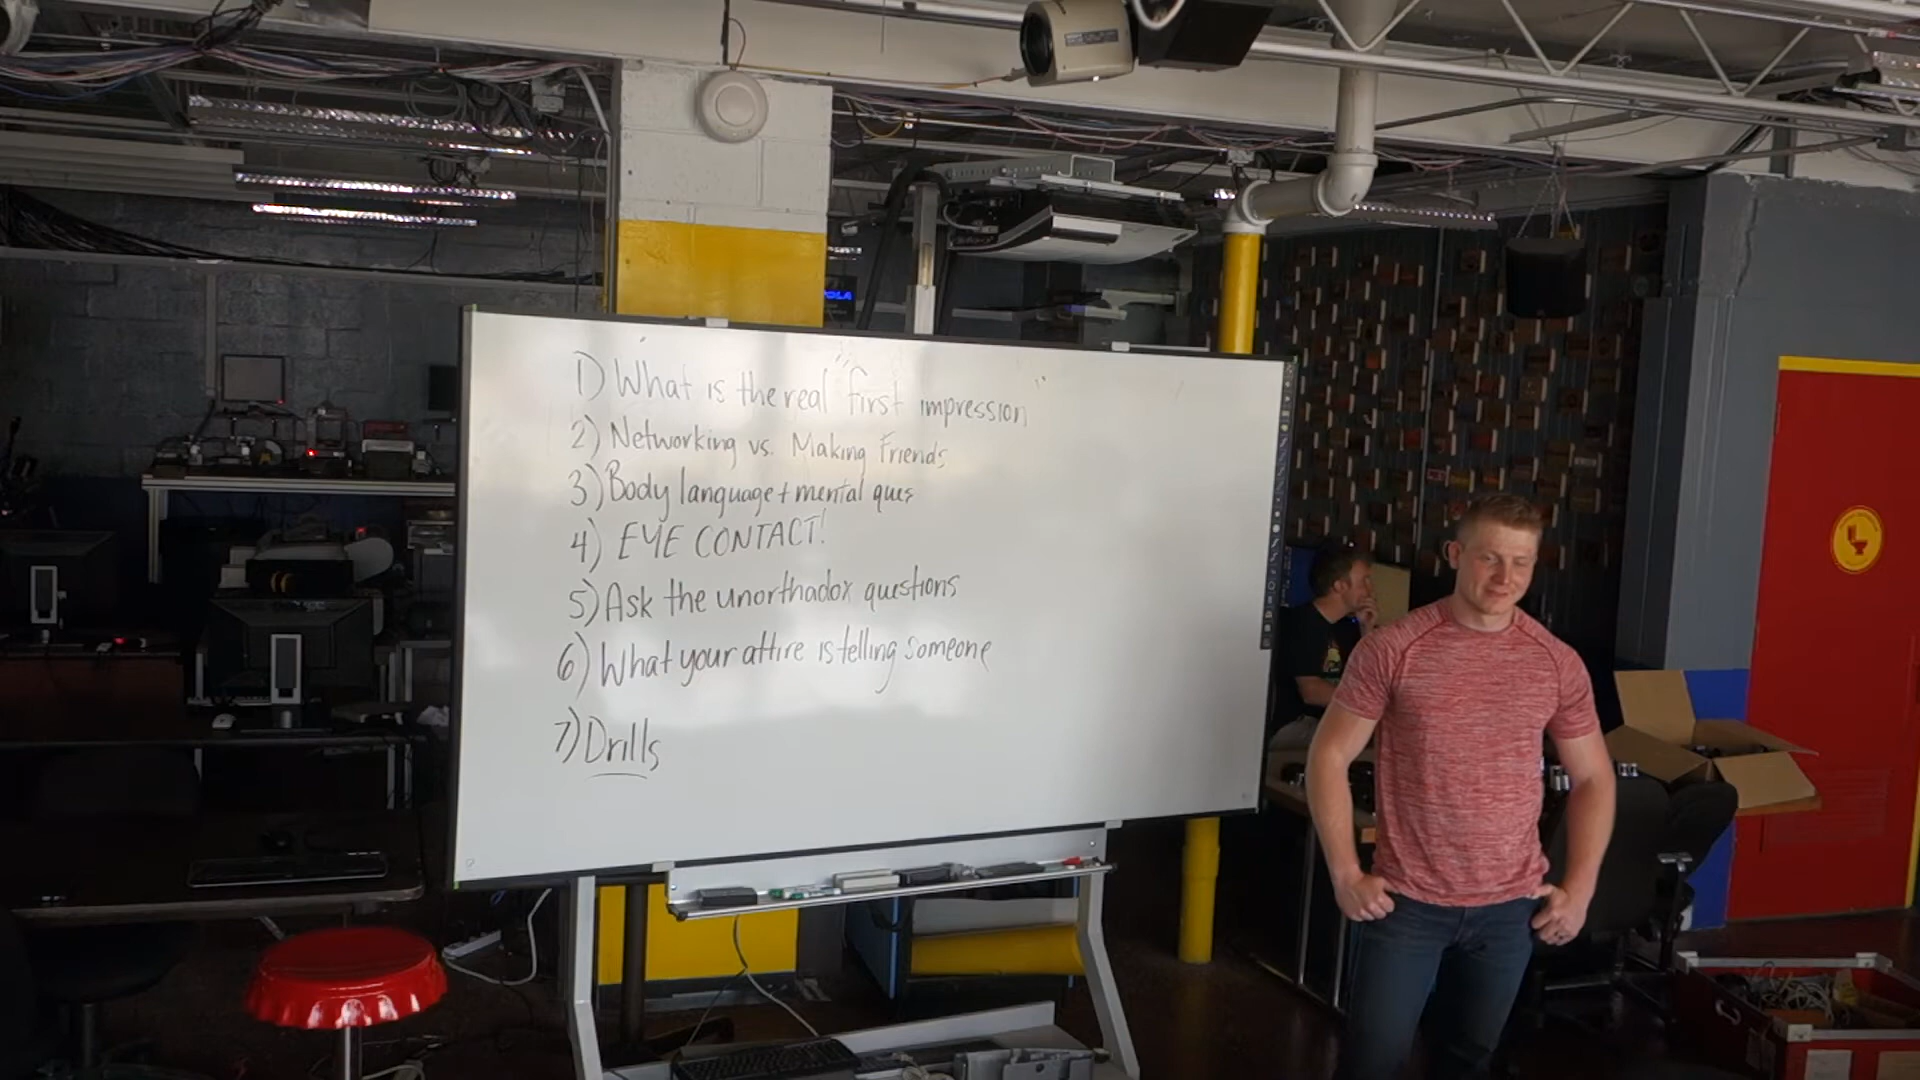 1) What is the real "first impression"
2) Networking vs. Making Friends
3) Body language + mental ques
4) EYE CONTACT!
5) Ask the unorthadox questions
6) What your attire is telling someone
7) Drills